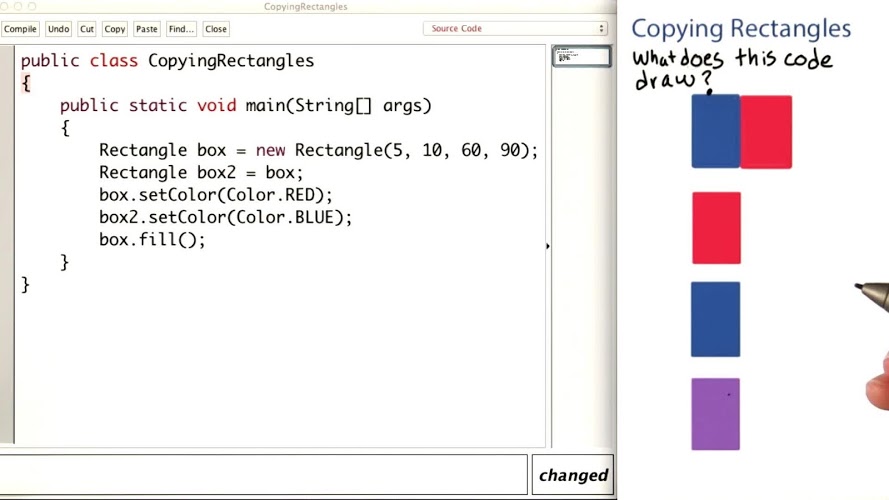 CopyingRectangles
Compile Undo Cut Copy Paste Find... Close
Source Code
public class CopyingRectangles
{
public static void main(String[] args)
{
Rectangle box = new Rectangle(5, 10, 60, 90);
Rectangle box2 = box;
box.setColor(Color.RED);
box2.setColor(Color.BLUE);
box.fill();
}
}
changed
Copying Rectangles
What does this code
draw?